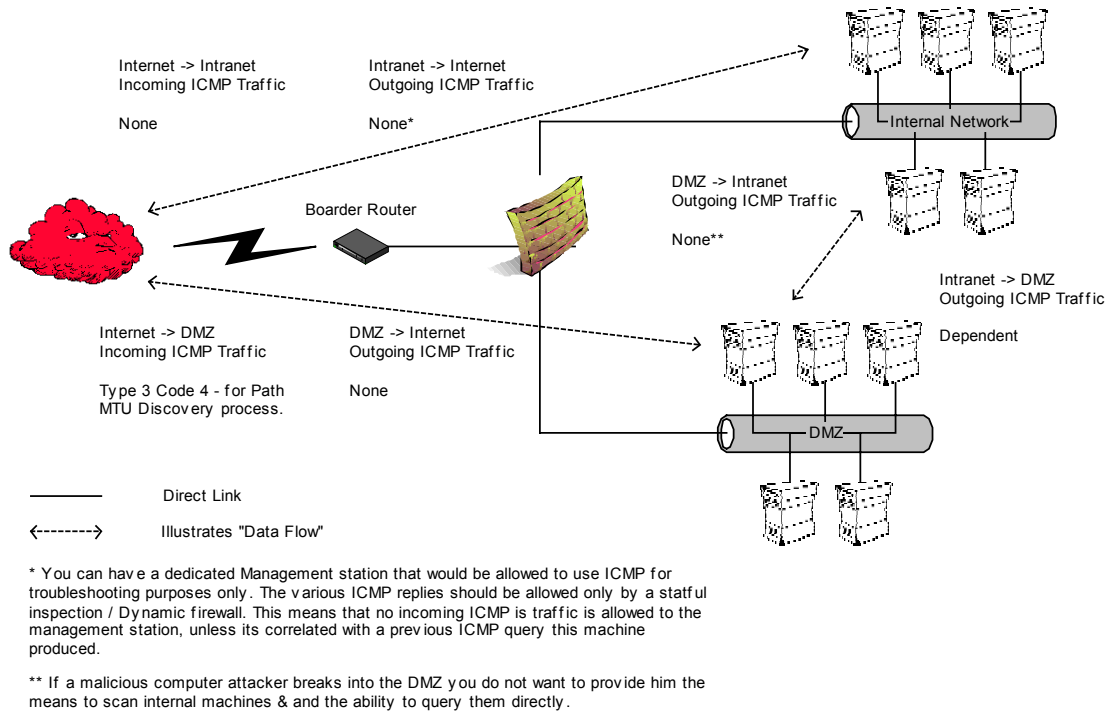 Internet -> Intranet
Incoming ICMP Traffic
None
Intranet -> Internet
Outgoing ICMP Traffic
None*
Internal Network
DMZ -> Intranet
Outgoing ICMP Traffic
None**
Boarder Router
Intranet -> DMZ
Outgoing ICMP Traffic
Dependent
Internet -> DMZ
Incoming ICMP Traffic
Type 3 Code 4 - for Path
MTU Discovery process.
DMZ -> Internet
Outgoing ICMP Traffic
None
DMZ
Direct Link
Illustrates "Data Flow"
* You can have a dedicated Management station that would be allowed to use ICMP for
troubleshooting purposes only. The various ICMP replies should be allowed only by a statful
inspection / Dynamic firewall. This means that no incoming ICMP is traffic is allowed to the
management station, unless its correlated with a previous ICMP query this machine
produced.
** If a malicious computer attacker breaks into the DMZ you do not want to provide him the
means to scan internal machines & and the ability to query them directly.